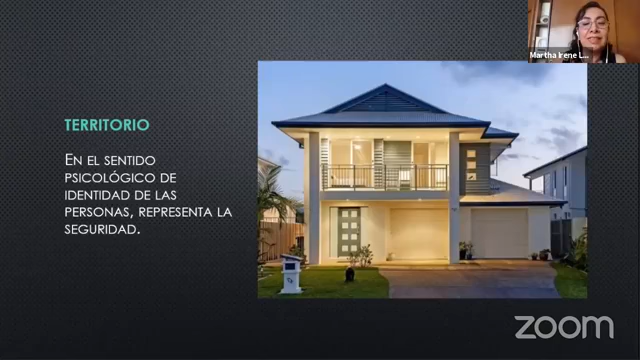 Martha Irene L...
TERRITORIO
EN EL SENTIDO
PSICOLÓGICO DE
IDENTIDAD DE LAS
PERSONAS, REPRESENTA LA
SEGURIDAD.
zoom